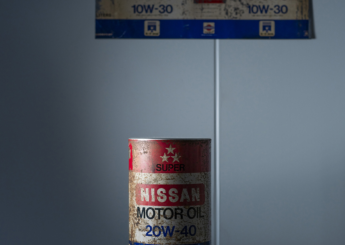 10W-30 10W-30
SUPER
NISSAN
MOTOR OIL
20W-40